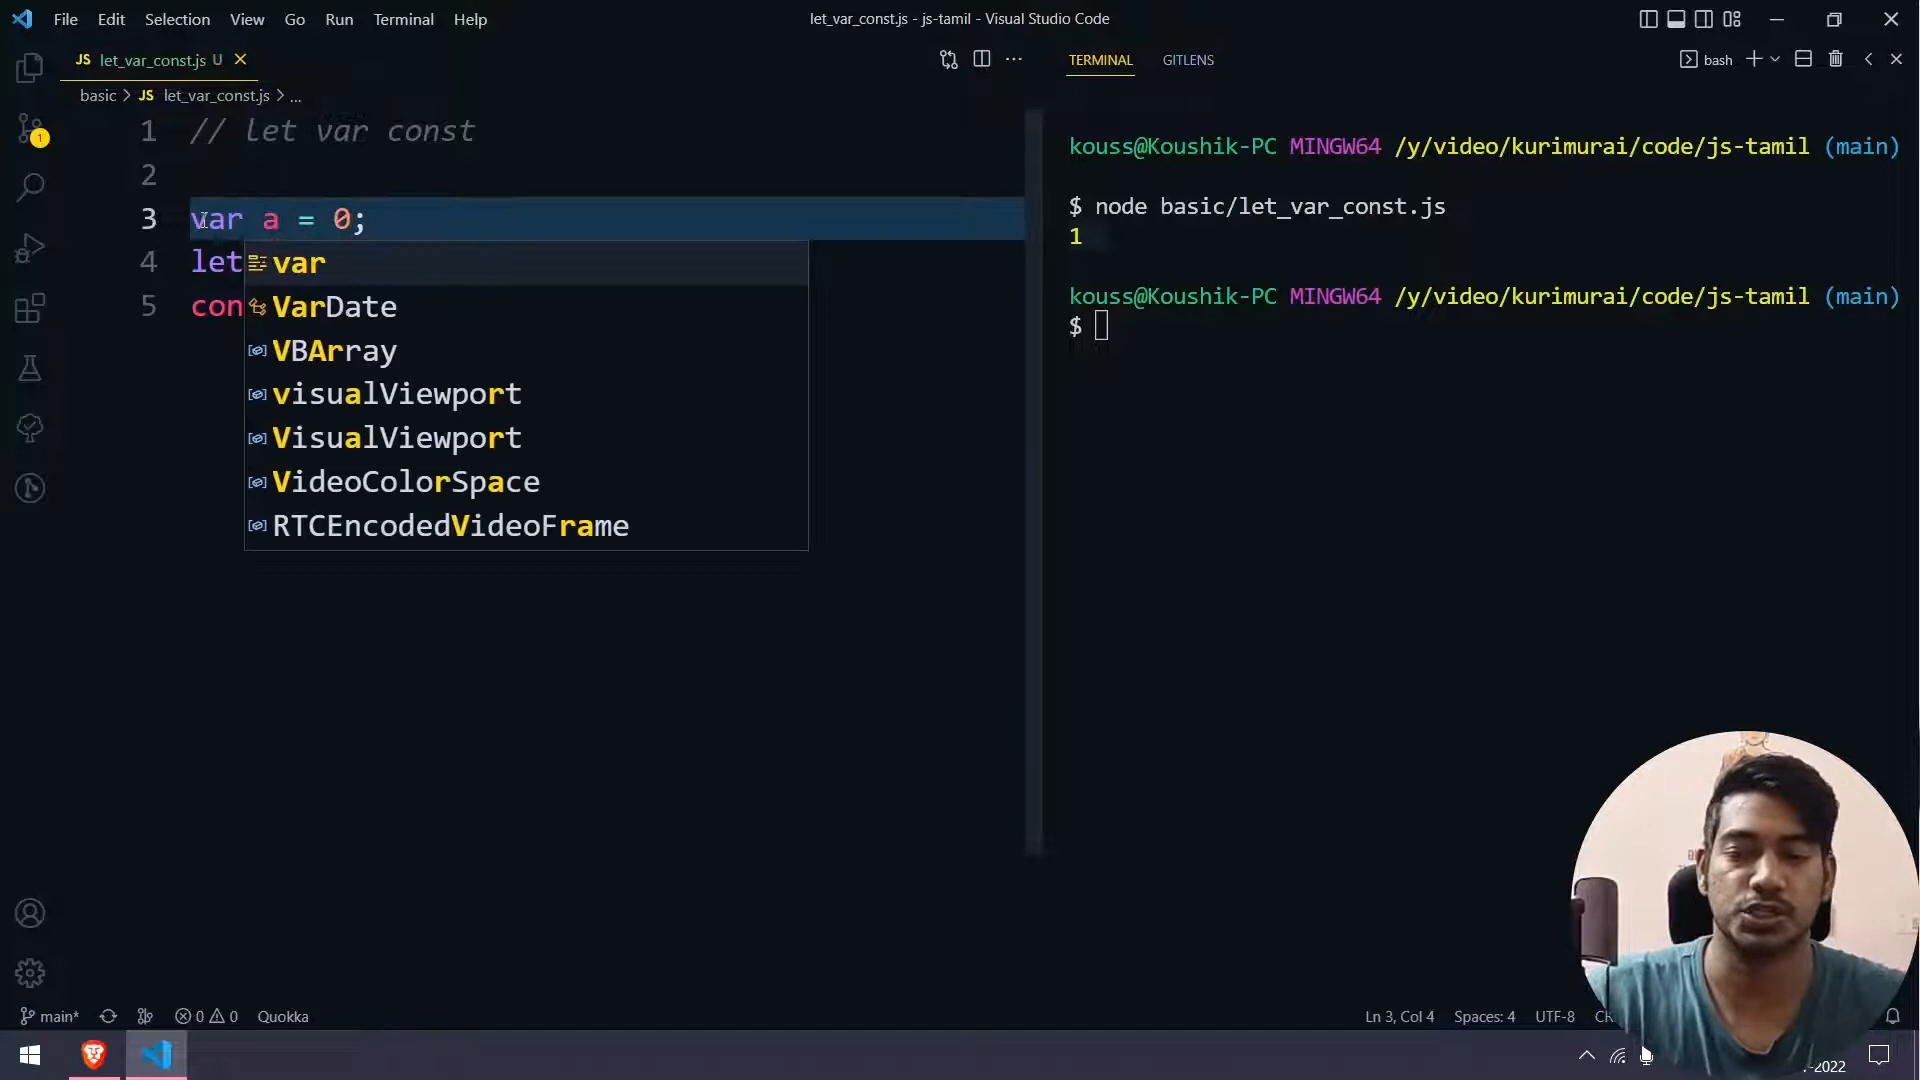 File Edit Selection View Go Run Terminal Help
let_var_const.js - js-tamil - Visual Studio Code
JS let_var_const.js U
basic > JS let_var_const.js > ...
1 // let var const
2
3 var a = 0;
4 let
5 con
var
VarDate
VBArray
visualViewport
VisualViewport
VideoColorSpace
RTCEncodedVideoFrame
TERMINAL GITLENS
bash
kouss@Koushik-PC MINGW64 /y/video/kurimurai/code/js-tamil (main)
$ node basic/let_var_const.js
1
kouss@Koushik-PC MINGW64 /y/video/kurimurai/code/js-tamil (main)
$
1
main* 0 0 Quokka
Ln 3, Col 4 Spaces: 4 UTF-8 CR
-2022